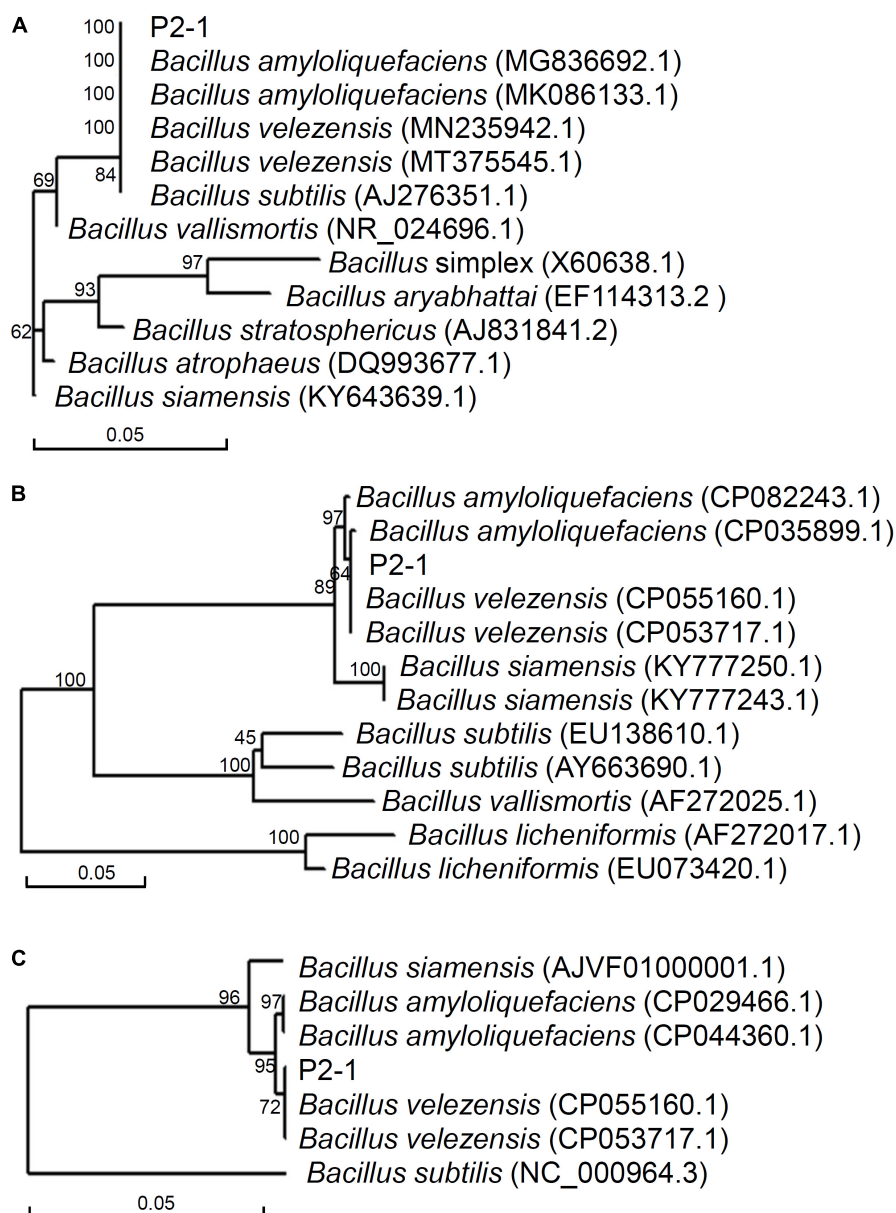 A
100 P2-1
100 Bacillus amyloliquefaciens (MG836692.1)
100 Bacillus amyloliquefaciens (MK086133.1)
100 Bacillus velezensis (MN235942.1)
Bacillus velezensis (MT375545.1)
84
69
Bacillus subtilis (AJ276351.1)
Bacillus vallismortis (NR_024696.1)
97
Bacillus simplex (X60638.1)
93
Bacillus aryabhattai (EF114313.2 )
62
Bacillus stratosphericus (AJ831841.2)
Bacillus atrophaeus (DQ993677.1)
Bacillus siamensis (KY643639.1)
0.05
B
Bacillus amyloliquefaciens (CP082243.1)
97
Bacillus amyloliquefaciens (CP035899.1)
P2-1
64
89
Bacillus velezensis (CP055160.1)
Bacillus velezensis (CP053717.1)
100
Bacillus siamensis (KY777250.1)
100
Bacillus siamensis (KY777243.1)
45
Bacillus subtilis (EU138610.1)
100
Bacillus subtilis (AY663690.1)
Bacillus vallismortis (AF272025.1)
100
Bacillus licheniformis (AF272017.1)
Bacillus licheniformis (EU073420.1)
0.05
C
Bacillus siamensis (AJVF01000001.1)
96
97
Bacillus amyloliquefaciens (CP029466.1)
Bacillus amyloliquefaciens (CP044360.1)
95
P2-1
72
Bacillus velezensis (CP055160.1)
Bacillus velezensis (CP053717.1)
Bacillus subtilis (NC_000964.3)
0.05